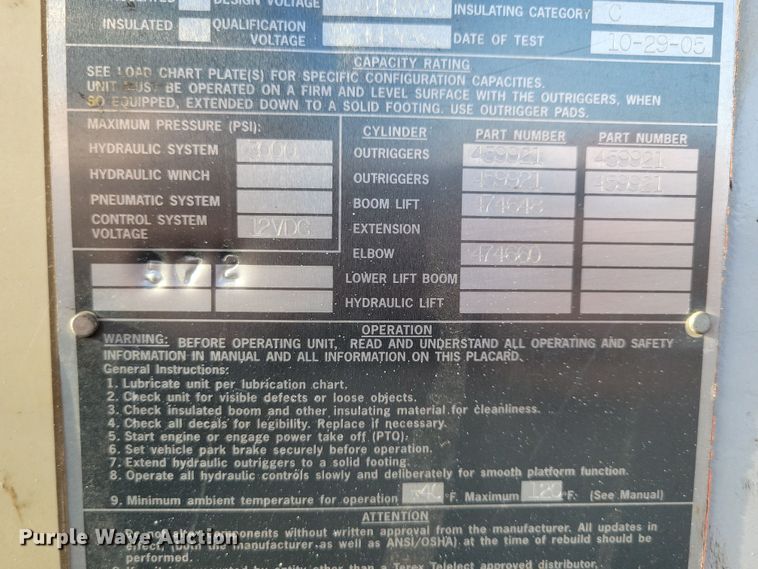 DESIGN VOLTAGE
INSULATING CATEGORY C
INSULATED QUALIFICATION VOLTAGE DATE OF TEST 10-29-05
CAPACITY RATING
SEE LOAD CHART PLATE(S) FOR SPECIFIC CONFIGURATION CAPACITIES.
UNIT MUST BE OPERATED ON A FIRM AND LEVEL SURFACE WITH THE OUTRIGGERS, WHEN
SO EQUIPPED, EXTENDED DOWN TO A SOLID FOOTING. USE OUTRIGGER PADS.
MAXIMUM PRESSURE (PSI):
HYDRAULIC SYSTEM 3000
HYDRAULIC WINCH
PNEUMATIC SYSTEM
CONTROL SYSTEM
VOLTAGE 12VDC
572
CYLINDER PART NUMBER PART NUMBER
OUTRIGGERS 459921 459921
OUTRIGGERS 459921 459921
BOOM LIFT 474648
EXTENSION
ELBOW 474660
LOWER LIFT BOOM
HYDRAULIC LIFT
OPERATION
WARNING: BEFORE OPERATING UNIT, READ AND UNDERSTAND ALL OPERATING AND SAFETY
INFORMATION IN MANUAL AND ALL INFORMATION ON THIS PLACARD.
General Instructions:
1. Lubricate unit per lubrication chart.
2. Check unit for visible defects or loose objects.
3. Check insulated boom and other insulating material for cleanliness.
4. Check all decals for legibility. Replace if necessary.
5. Start engine or engage power take off (PTO).
6. Set vehicle park brake securely before operation.
7. Extend hydraulic outriggers to a solid footing.
8. Operate all hydraulic controls slowly and deliberately for smooth platform function.
9. Minimum ambient temperature for operation -40 °F. Maximum 120 °F. (See Manual)
ATTENTION
components without written approval from the manufacturer. All updates in
effect, (both the manufacturer as well as ANSI/OSHA) at the time of rebuild should be
performed.
other than a Terex Telelect approved distributor.
Purple Wave Auction